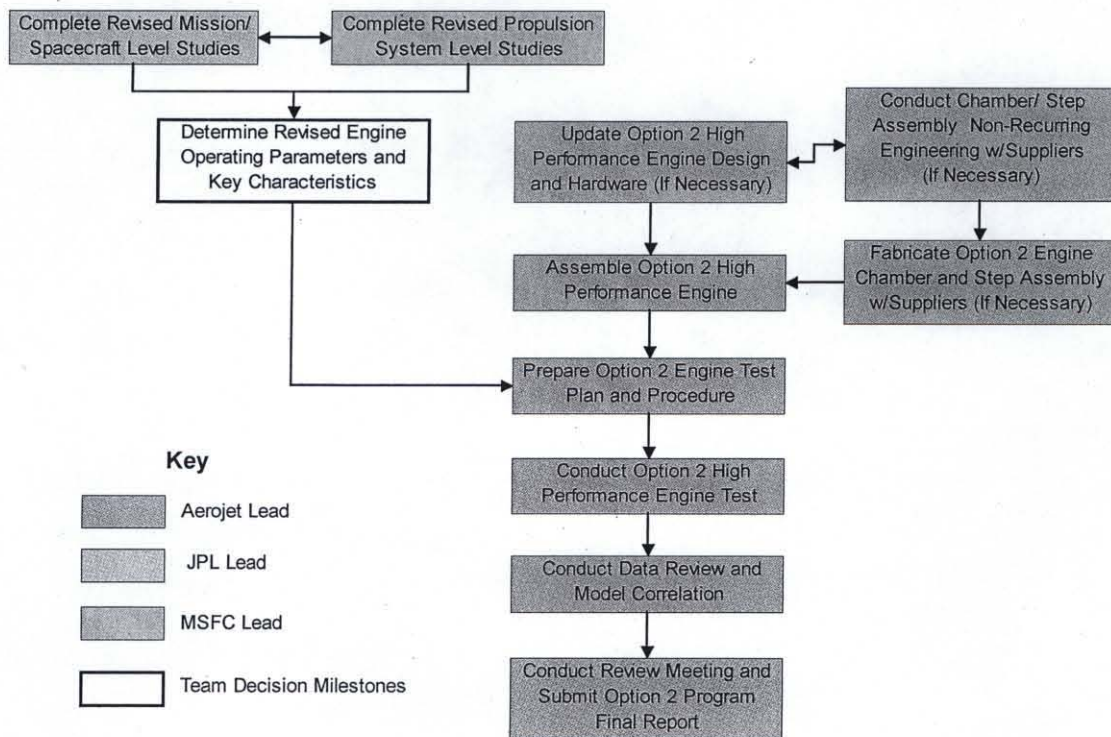 Complete Revised Mission/
Spacecraft Level Studies
Complete Revised Propulsion
System Level Studies
Determine Revised Engine
Operating Parameters and
Key Characteristics
Update Option 2 High
Performance Engine Design
and Hardware (If Necessary)
Conduct Chamber/ Step
Assembly Non-Recurring
Engineering w/Suppliers
(If Necessary)
Assemble Option 2 High
Performance Engine
Fabricate Option 2 Engine
Chamber and Step Assembly
w/Suppliers (If Necessary)
Prepare Option 2 Engine Test
Plan and Procedure
Conduct Option 2 High
Performance Engine Test
Conduct Data Review and
Model Correlation
Conduct Review Meeting and
Submit Option 2 Program
Final Report
Key
Aerojet Lead
JPL Lead
MSFC Lead
Team Decision Milestones